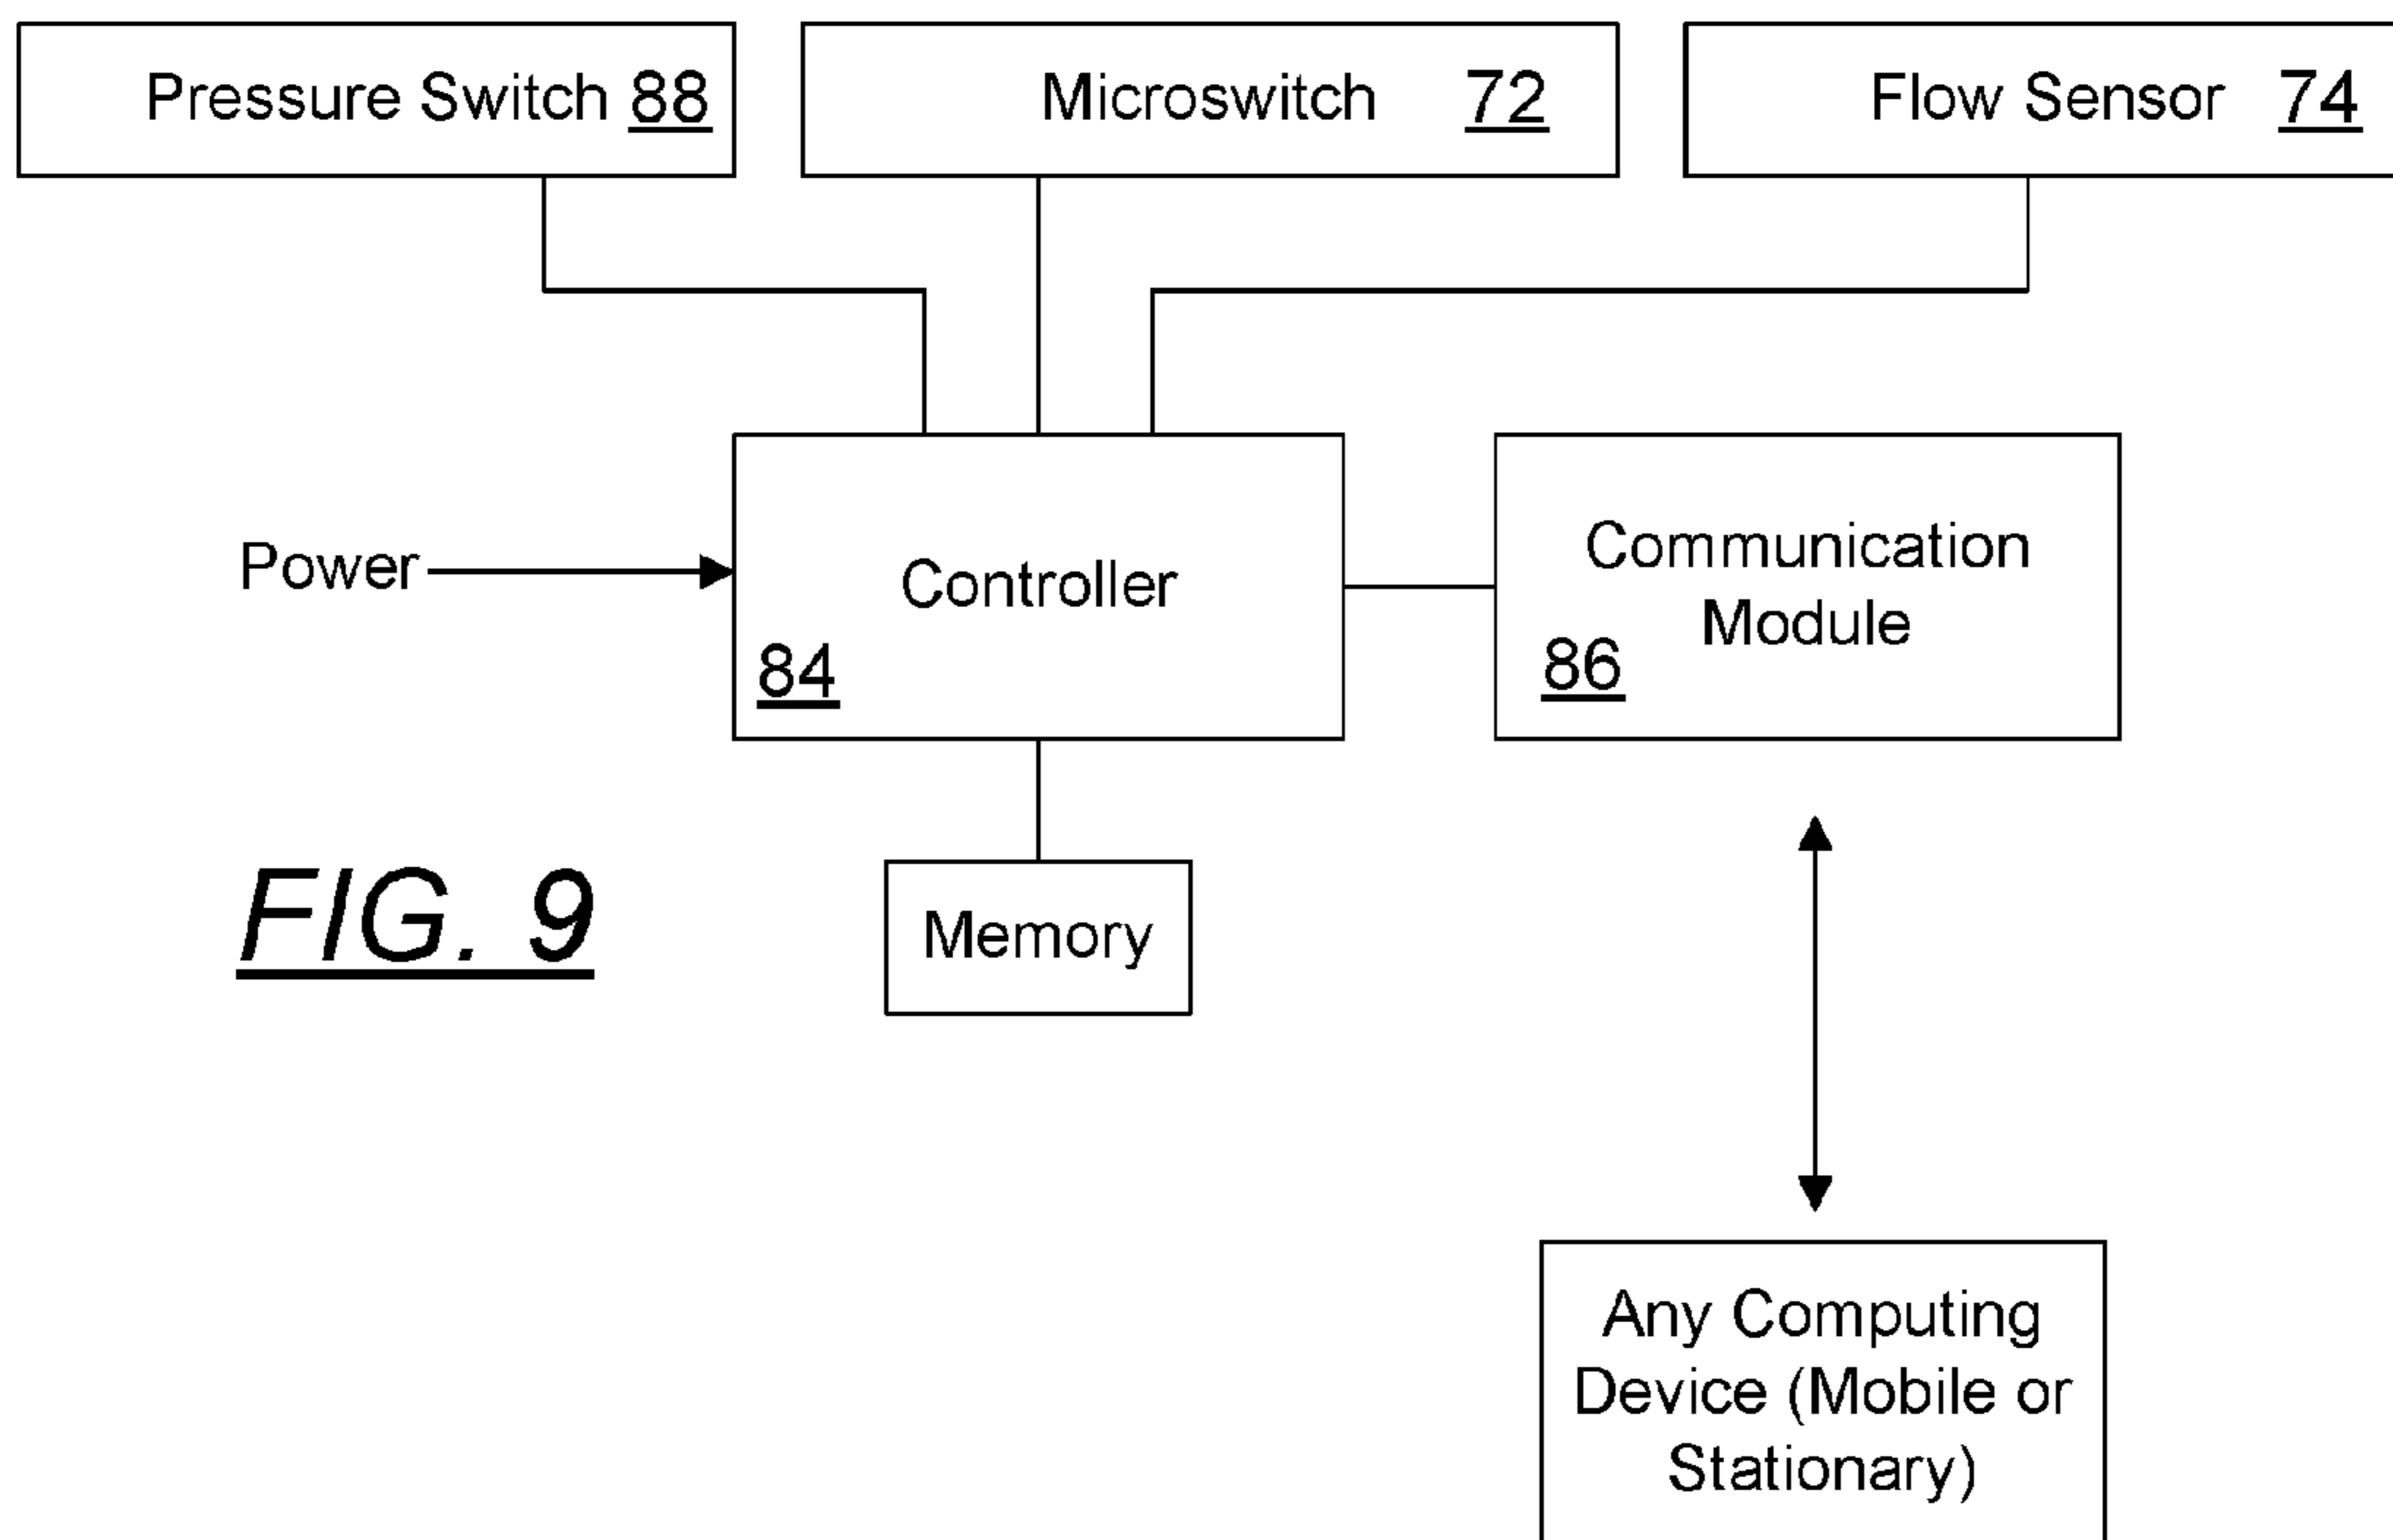 Pressure Switch 88
Microswitch 72
Flow Sensor 74
Power
Controller
84
Communication
Module
86
Memory
FIG. 9
Any Computing
Device (Mobile or
Stationary)